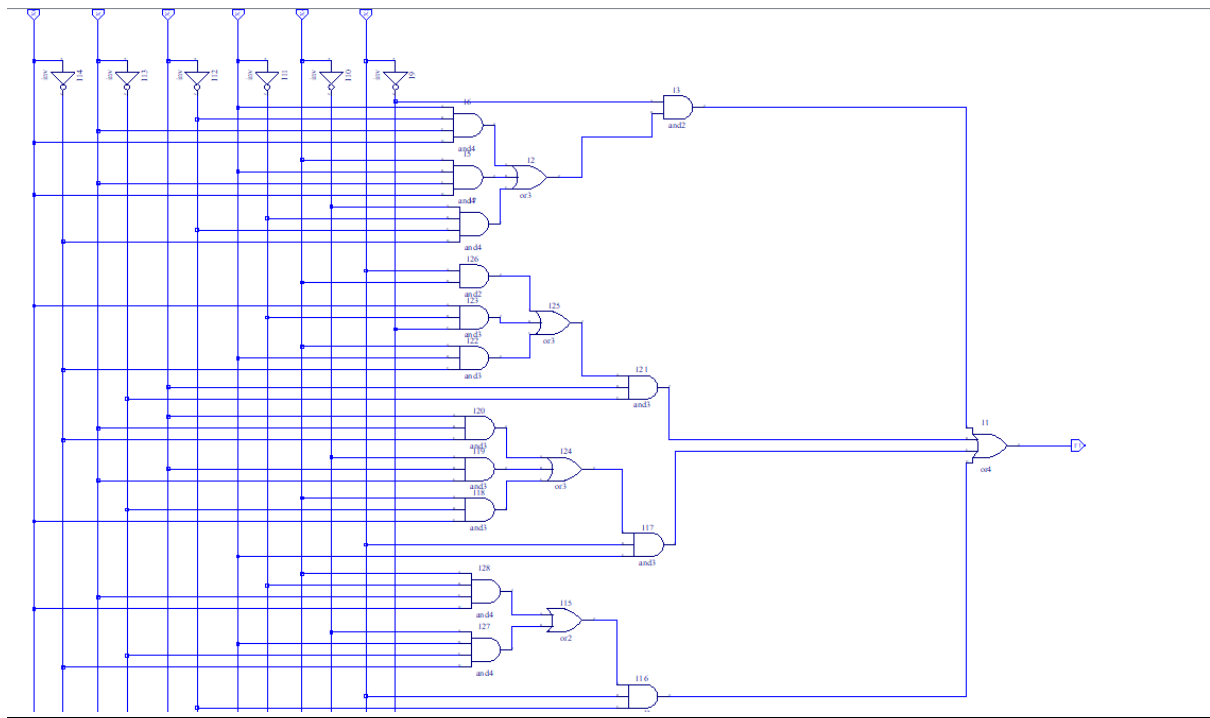 inv
I14
inv
I13
inv
I12
inv
I11
inv
I10
inv
I9
I3
and2
I6
and4
I5
and4
I2
or3
and4
I26
and2
I23
and3
I25
or3
I22
and3
I21
and3
I20
and3
I19
and3
I24
or3
I18
and3
I1
or4
I17
and3
I28
and4
I15
or2
I27
and4
I16